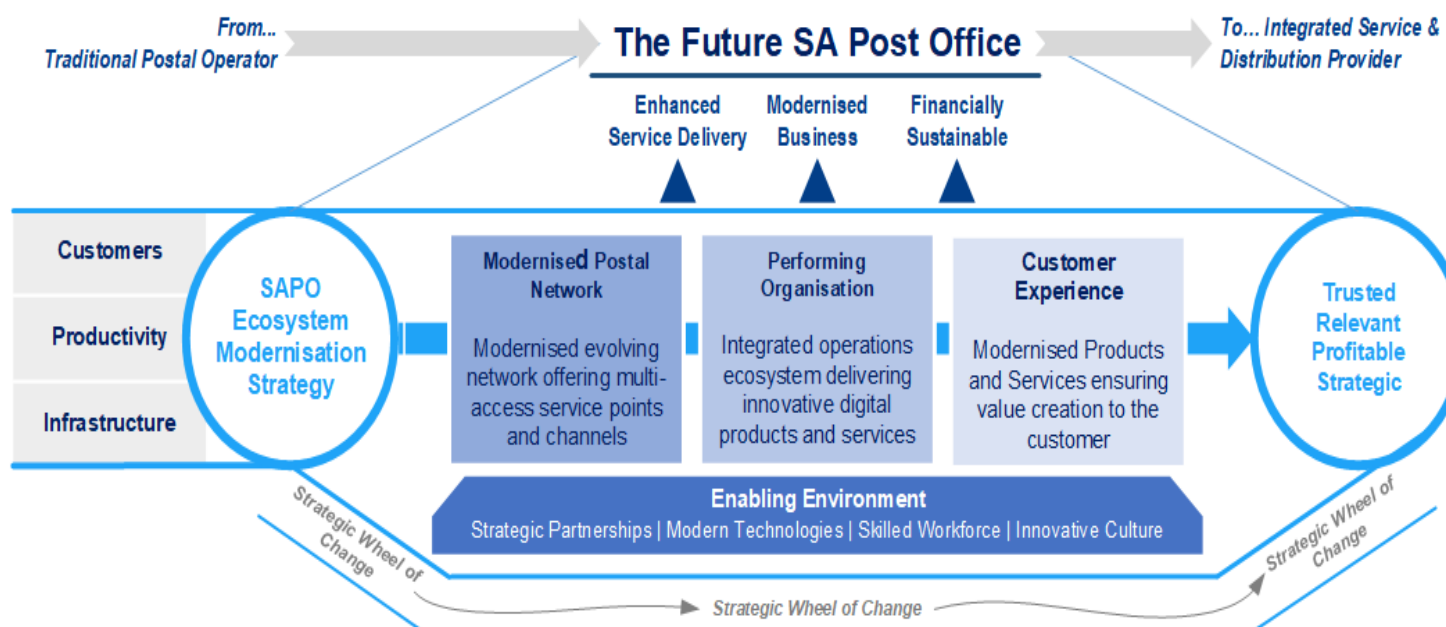 From...
Traditional Postal Operator
The Future SA Post Office
To... Integrated Service &
Distribution Provider
Enhanced
Service Delivery
Modernised
Business
Financially
Sustainable
Customers
Productivity
Infrastructure
SAPO
Ecosystem
Modernisation
Strategy
Modernised Postal
Network
Modernised evolving
network offering multi-
access service points
and channels
Performing
Organisation
Integrated operations
ecosystem delivering
innovative digital
products and services
Customer
Experience
Modernised Products
and Services ensuring
value creation to the
customer
Trusted
Relevant
Profitable
Strategic
Enabling Environment
Strategic Partnerships | Modern Technologies | Skilled Workforce | Innovative Culture
Strategic Wheel of
Change
Strategic Wheel of Change
Strategic Wheel of
Change